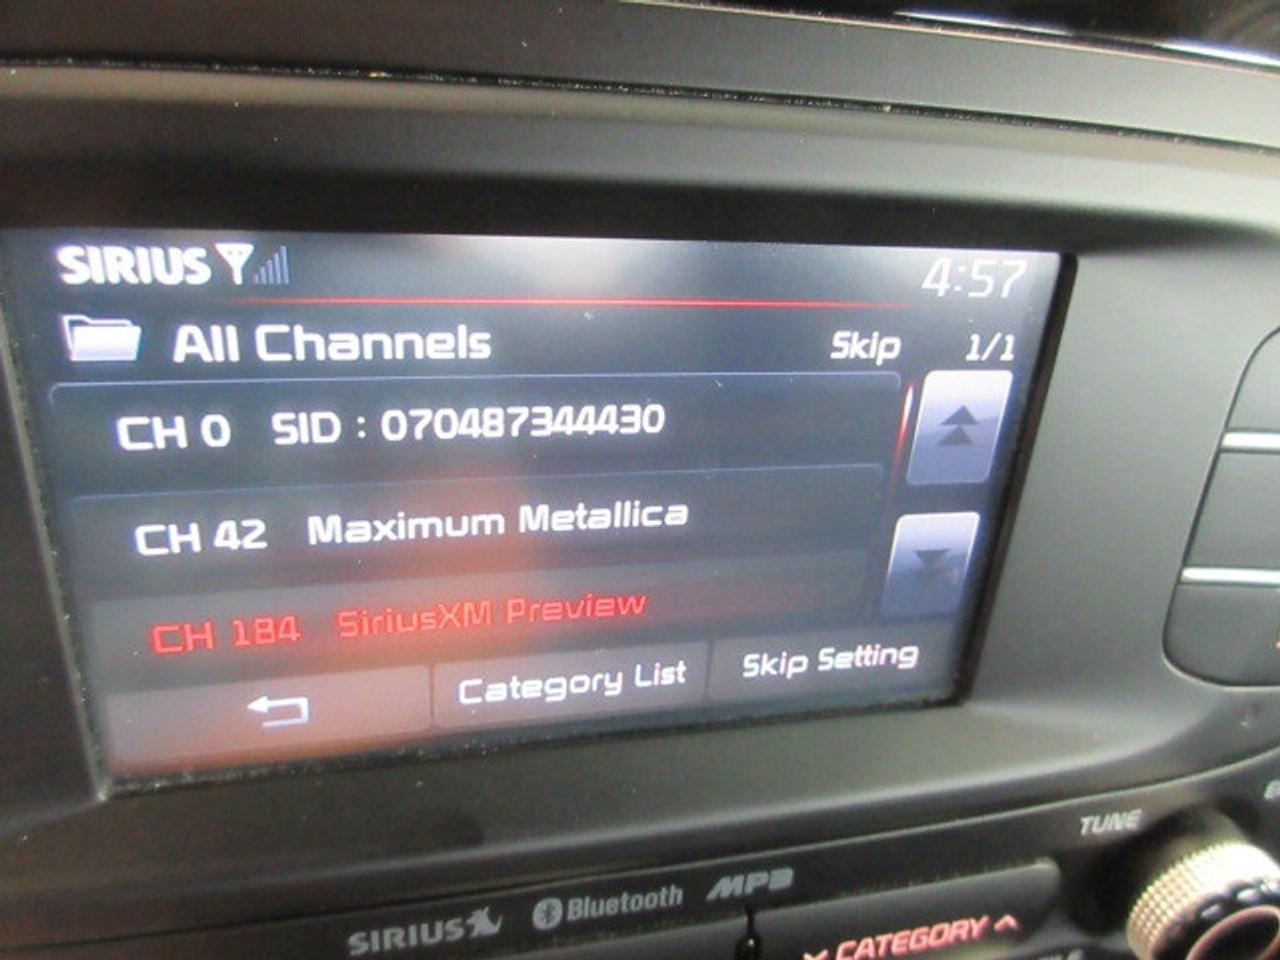 SIRIUS
4:57
All Channels Skip 1/1
CH 0 SID : 070487344430
CH 42 Maximum Metallica
CH 184 SiriusXM Preview
Category List Skip Setting
TUNE
SIRIUS Bluetooth MP3
CATEGORY